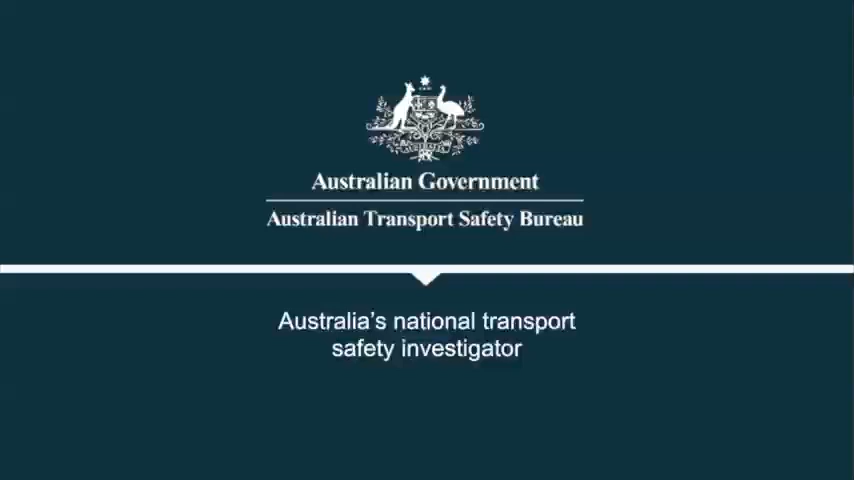 Australian Government
Australian Transport Safety Bureau
Australia's national transport
safety investigator